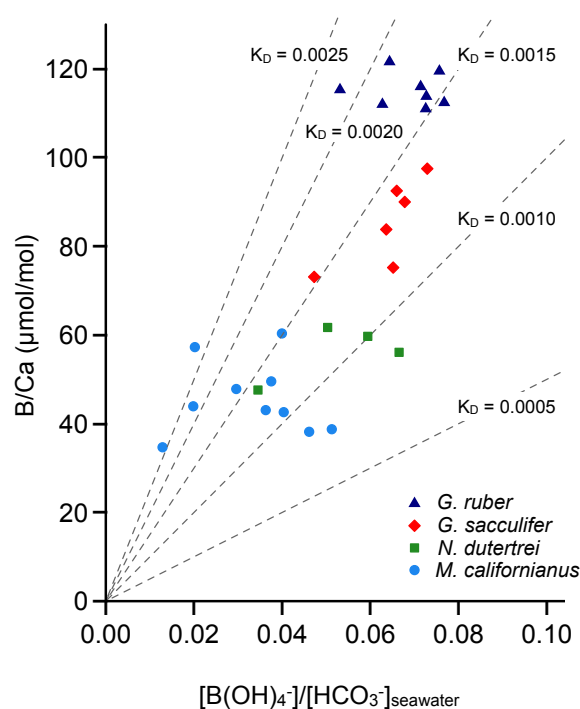 K_D = 0.0025
K_D = 0.0015
K_D = 0.0020
K_D = 0.0010
K_D = 0.0005
B/Ca (µmol/mol)
120
100
80
60
40
20
0
G. ruber
G. sacculifer
N. dutertrei
M. californianus
0.00 0.02 0.04 0.06 0.08 0.10
[B(OH)₄⁻]/[HCO₃⁻]seawater